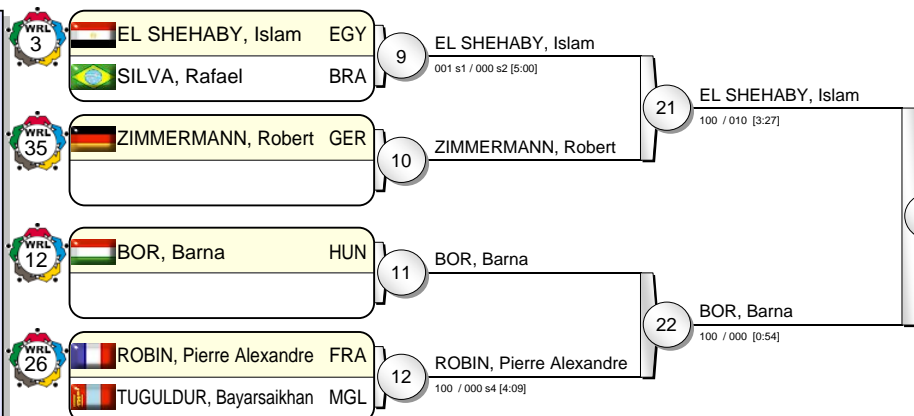 WRL
3
EL SHEHABY, Islam EGY
SILVA, Rafael BRA
9
EL SHEHABY, Islam
001 s1 / 000 s2 [5:00]
21
EL SHEHABY, Islam
100 / 010 [3:27]
WRL
35
ZIMMERMANN, Robert GER
10
ZIMMERMANN, Robert
WRL
12
BOR, Barna HUN
11
BOR, Barna
22
BOR, Barna
100 / 000 [0:54]
WRL
26
ROBIN, Pierre Alexandre FRA
TUGULDUR, Bayarsaikhan MGL
12
ROBIN, Pierre Alexandre
100 / 000 s4 [4:09]